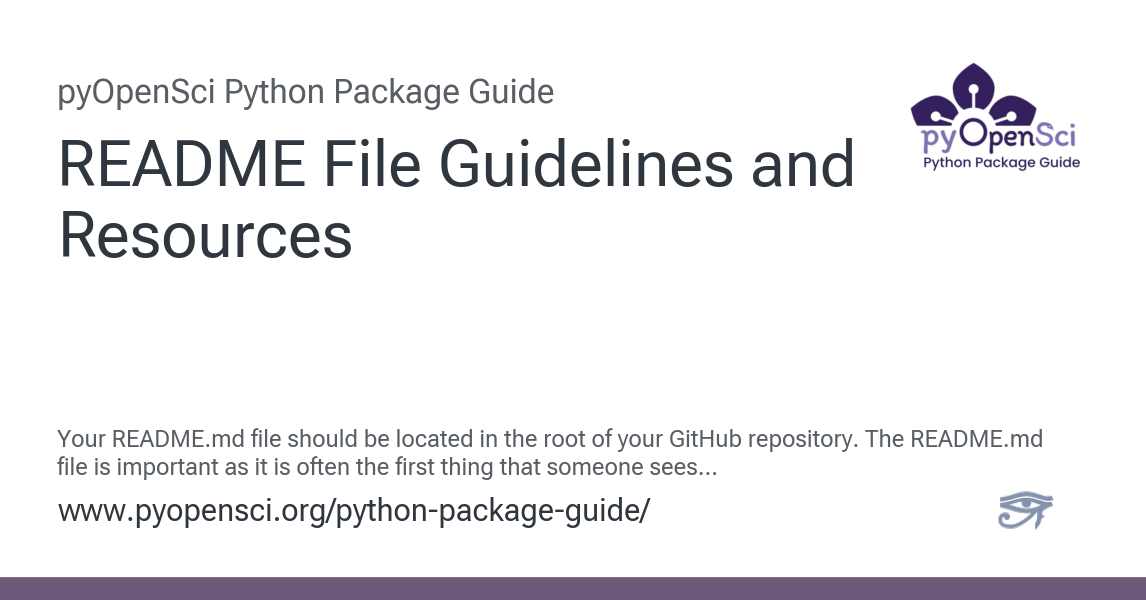 pyOpenSci Python Package Guide
README File Guidelines and
Resources
pyOpenSci
Python Package Guide
Your README.md file should be located in the root of your GitHub repository. The README.md
file is important as it is often the first thing that someone sees...
www.pyopensci.org/python-package-guide/